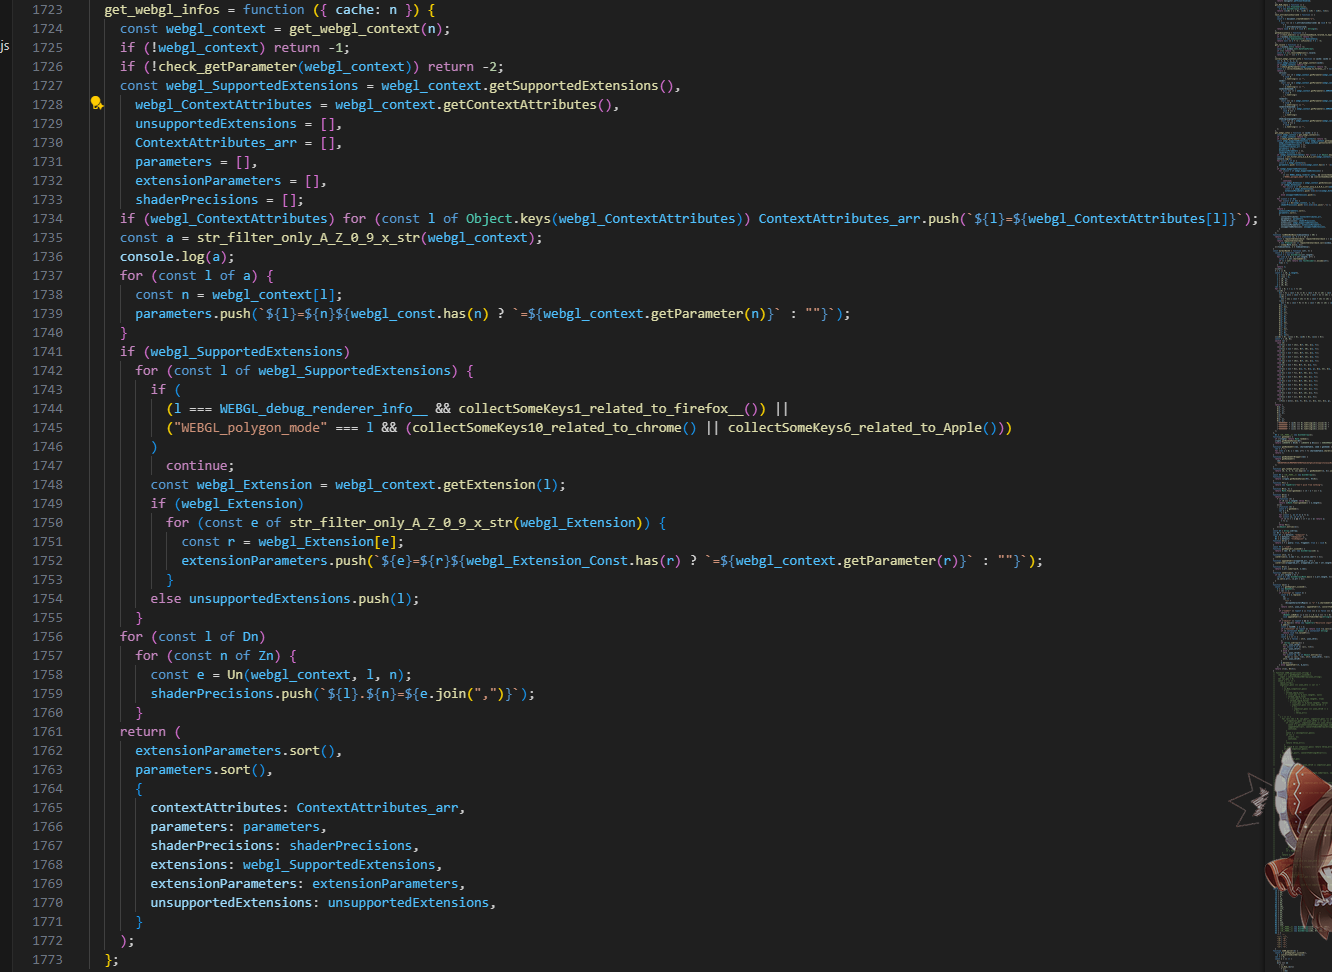 js
1723 get_webgl_infos = function ({ cache: n }) {
1724 const webgl_context = get_webgl_context(n);
1725 if (!webgl_context) return -1;
1726 if (!check_getParameter(webgl_context)) return -2;
1727 const webgl_SupportedExtensions = webgl_context.getSupportedExtensions(),
1728 webgl_ContextAttributes = webgl_context.getContextAttributes(),
1729 unsupportedExtensions = [],
1730 ContextAttributes_arr = [],
1731 parameters = [],
1732 extensionParameters = [],
1733 shaderPrecisions = [];
1734 if (webgl_ContextAttributes) for (const l of Object.keys(webgl_ContextAttributes)) ContextAttributes_arr.push(`${l}=${webgl_ContextAttributes[l]}`);
1735 const a = str_filter_only_A_Z_0_9_x_str(webgl_context);
1736 console.log(a);
1737 for (const l of a) {
1738 const n = webgl_context[l];
1739 parameters.push(`${l}=${n}${webgl_const.has(n) ? `=${webgl_context.getParameter(n)}` : ""}`);
1740 }
1741 if (webgl_SupportedExtensions)
1742 for (const l of webgl_SupportedExtensions) {
1743 if (
1744 (l === WEBGL_debug_renderer_info__ && collectSomeKeys1_related_to_firefox__()) ||
1745 ("WEBGL_polygon_mode" === l && (collectSomeKeys10_related_to_chrome() || collectSomeKeys6_related_to_Apple()))
1746 )
1747 continue;
1748 const webgl_Extension = webgl_context.getExtension(l);
1749 if (webgl_Extension)
1750 for (const e of str_filter_only_A_Z_0_9_x_str(webgl_Extension)) {
1751 const r = webgl_Extension[e];
1752 extensionParameters.push(`${e}=${r}${webgl_Extension_Const.has(r) ? `=${webgl_context.getParameter(r)}` : ""}`);
1753 }
1754 else unsupportedExtensions.push(l);
1755 }
1756 for (const l of Dn)
1757 for (const n of Zn) {
1758 const e = Un(webgl_context, l, n);
1759 shaderPrecisions.push(`${l}.${n}=${e.join(",")}`);
1760 }
1761 return (
1762 extensionParameters.sort(),
1763 parameters.sort(),
1764 {
1765 contextAttributes: ContextAttributes_arr,
1766 parameters: parameters,
1767 shaderPrecisions: shaderPrecisions,
1768 extensions: webgl_SupportedExtensions,
1769 extensionParameters: extensionParameters,
1770 unsupportedExtensions: unsupportedExtensions,
1771 }
1772 );
1773 };